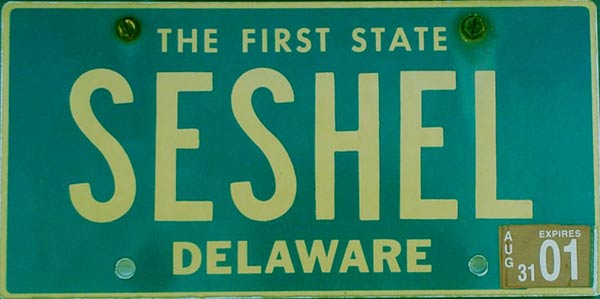 THE FIRST STATE
SESHEL
DELAWARE
AUG 31 EXPIRES 01